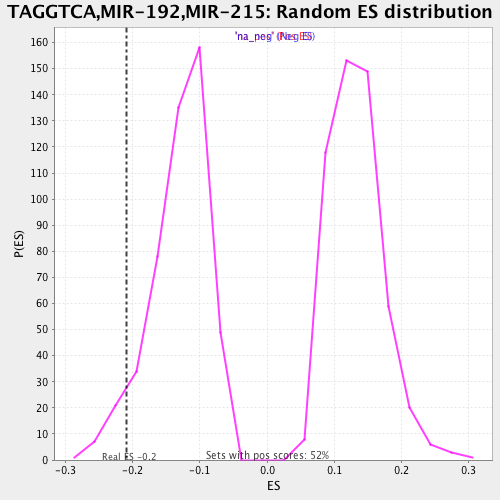 TAGGTCA,MIR-192,MIR-215: Random ES distribution
160
150
140
130
120
110
100
90
80
70
60
50
40
30
20
10
0
P(ES)
Real ES -0.2
Sets with pos scores: 52%
-0.3 -0.2 -0.1 0.0 0.1 0.2 0.3
ES